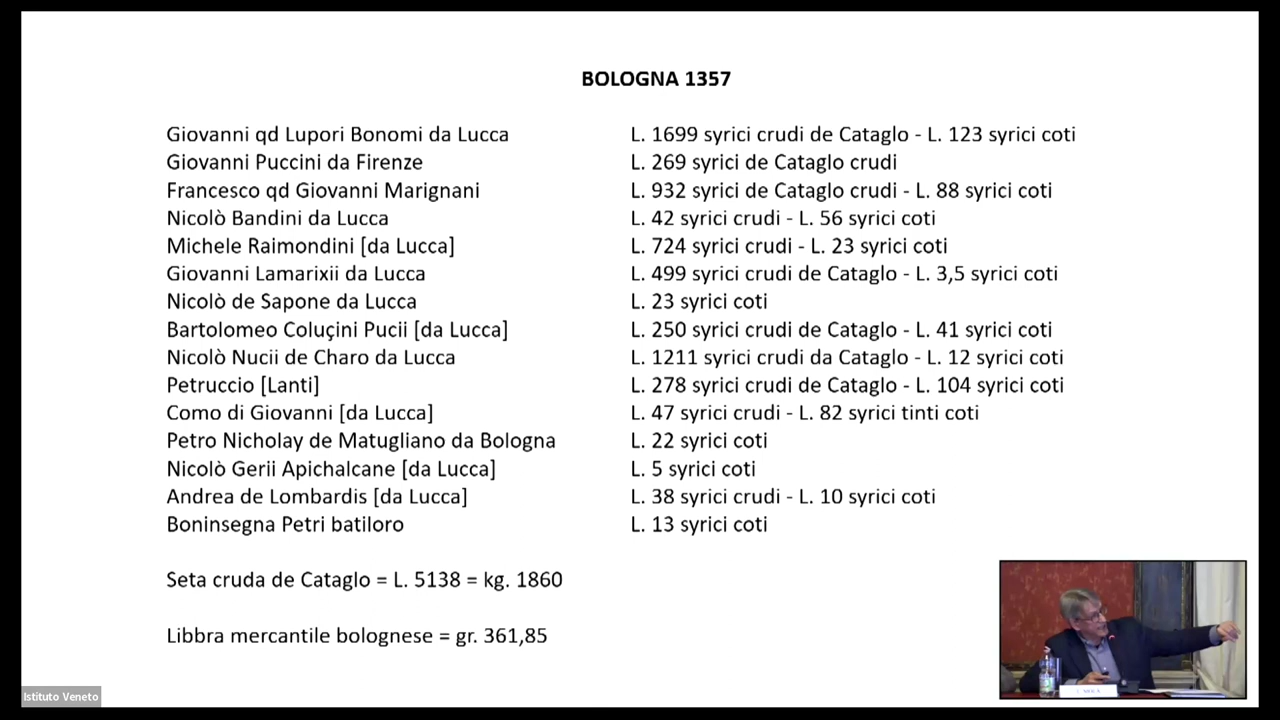 BOLOGNA 1357
Giovanni qd Lupori Bonomi da Lucca L. 1699 syrici crudi de Cataglo - L. 123 syrici coti
Giovanni Puccini da Firenze L. 269 syrici de Cataglo crudi
Francesco qd Giovanni Marignani L. 932 syrici de Cataglo crudi - L. 88 syrici coti
Nicolò Bandini da Lucca L. 42 syrici crudi - L. 56 syrici coti
Michele Raimondini [da Lucca] L. 724 syrici crudi - L. 23 syrici coti
Giovanni Lamarixii da Lucca L. 499 syrici crudi de Cataglo - L. 3,5 syrici coti
Nicolò de Sapone da Lucca L. 23 syrici coti
Bartolomeo Coluçini Pucii [da Lucca] L. 250 syrici crudi de Cataglo - L. 41 syrici coti
Nicolò Nucii de Charo da Lucca L. 1211 syrici crudi da Cataglo - L. 12 syrici coti
Petruccio [Lanti] L. 278 syrici crudi de Cataglo - L. 104 syrici coti
Como di Giovanni [da Lucca] L. 47 syrici crudi - L. 82 syrici tinti coti
Petro Nicholay de Matugliano da Bologna L. 22 syrici coti
Nicolò Gerii Apichalcane [da Lucca] L. 5 syrici coti
Andrea de Lombardis [da Lucca] L. 38 syrici crudi - L. 10 syrici coti
Boninsegna Petri batiloro L. 13 syrici coti
Seta cruda de Cataglo = L. 5138 = kg. 1860
Libbra mercantile bolognese = gr. 361,85
Istituto Veneto